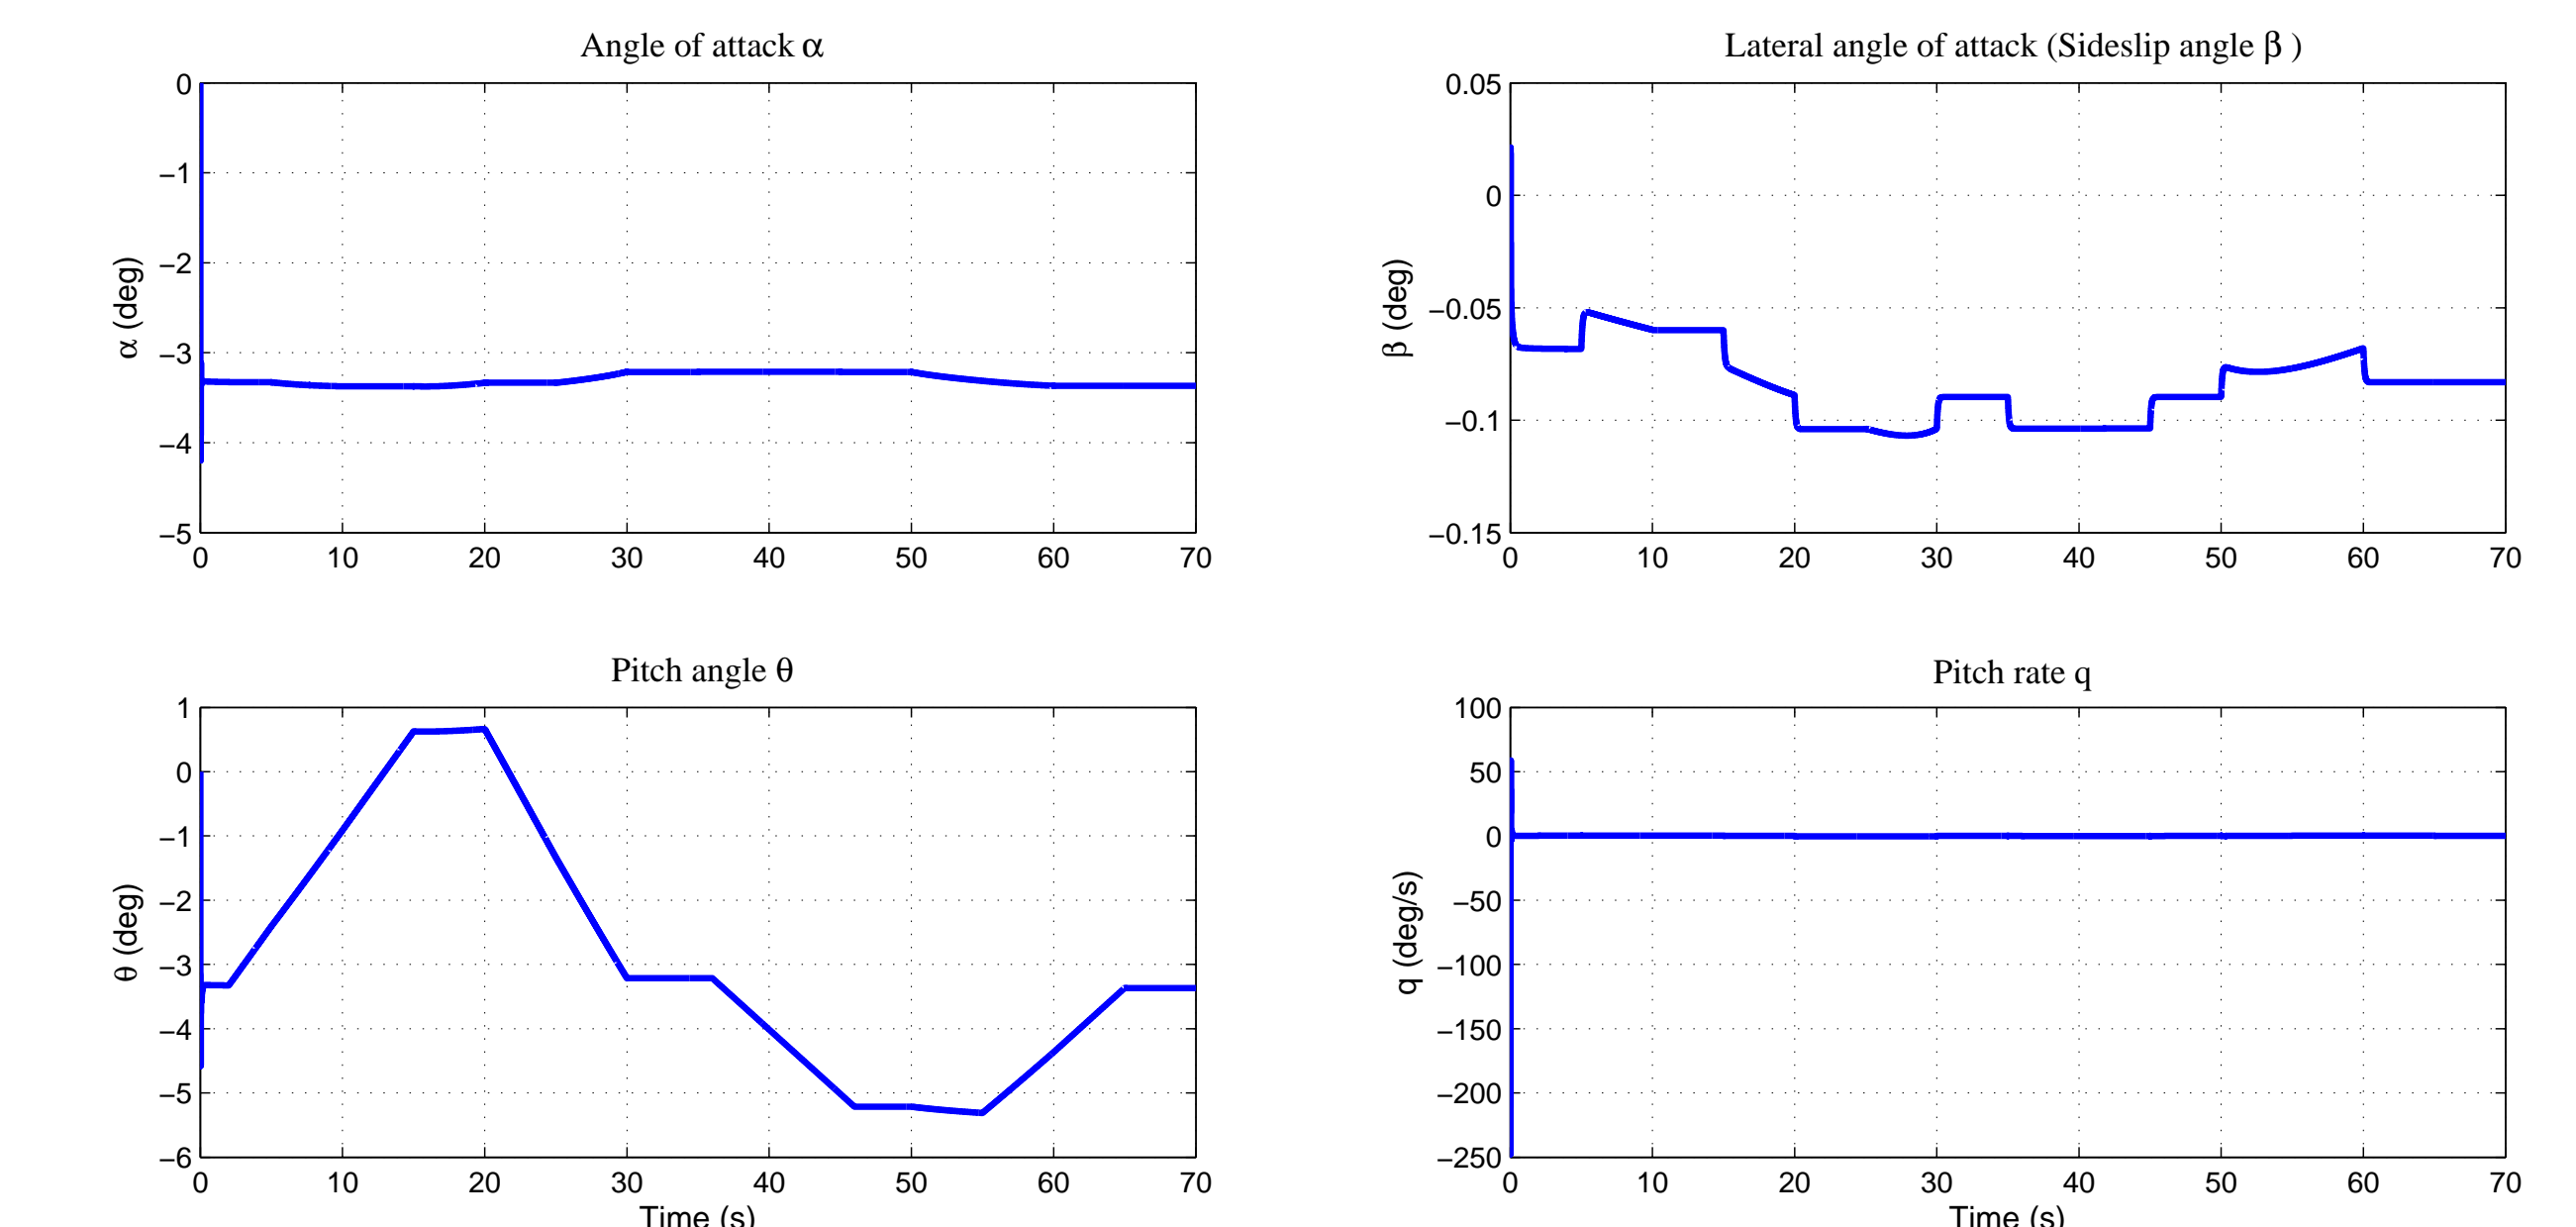 Angle of attack α
0
−1
−2
−3
−4
−5
α (deg)
0 10 20 30 40 50 60 70
Lateral angle of attack (Sideslip angle β )
0.05
0
−0.05
−0.1
−0.15
β (deg)
0 10 20 30 40 50 60 70
Pitch angle θ
1
0
−1
−2
−3
−4
−5
−6
θ (deg)
0 10 20 30 40 50 60 70
Time (s)
Pitch rate q
100
50
0
−50
−100
−150
−200
−250
q (deg/s)
0 10 20 30 40 50 60 70
Time (s)